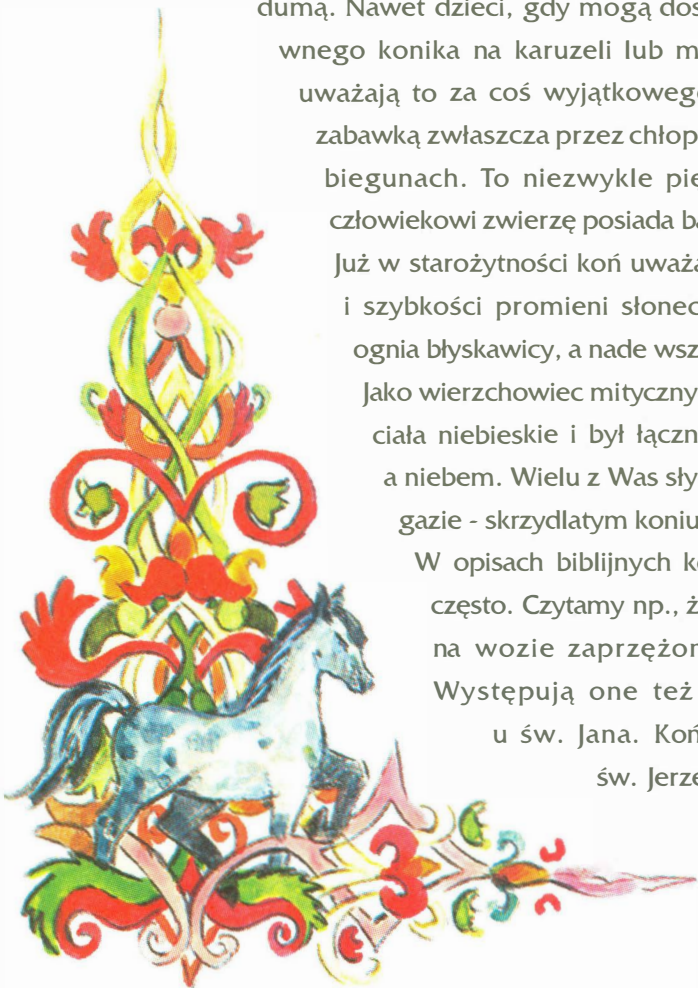 dumą. Nawet dzieci, gdy mogą dos
wnego konika na karuzeli lub m
uważają to za coś wyjątkowego
zabawką zwłaszcza przez chłop
biegunach. To niezwykle pie
człowiekowi zwierzę posiada ba
Już w starożytności koń uważa
i szybkości promieni słonec
ognia błyskawicy, a nade wsz
Jako wierzchowiec mityczny
ciała niebieskie i był łączn
a niebem. Wielu z Was sły
gazie - skrzydlatym koniu
W opisach biblijnych k
często. Czytamy np., ż
na wozie zaprzężon
Występują one też
u św. Jana. Koń
św. Jerze